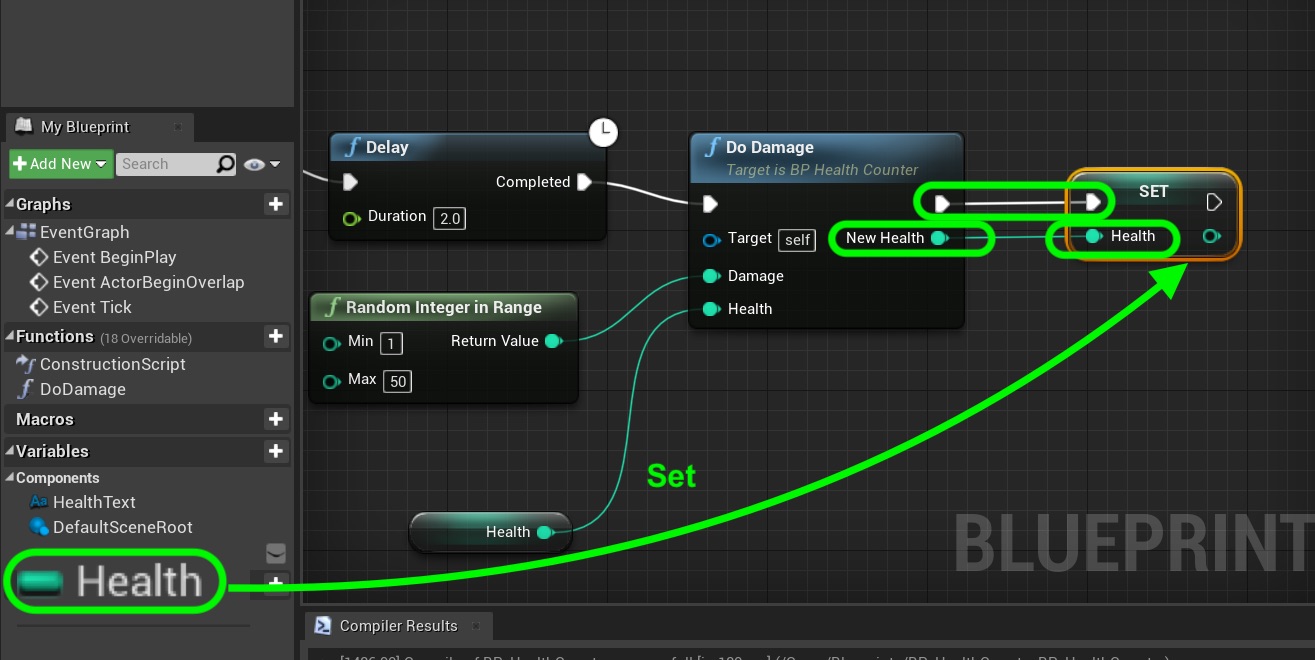 My Blueprint
Add New
Search
Graphs
EventGraph
Event BeginPlay
Event ActorBeginOverlap
Event Tick
Functions (18 Overridable)
ConstructionScript
DoDamage
Macros
Variables
Components
HealthText
DefaultSceneRoot
Health
Delay
Completed
Duration 2.0
Do Damage
Target is BP Health Counter
Target self
New Health
Damage
Health
SET
Health
Random Integer in Range
Min 1
Return Value
Max 50
Set
Health
BLUEPRINT
Compiler Results